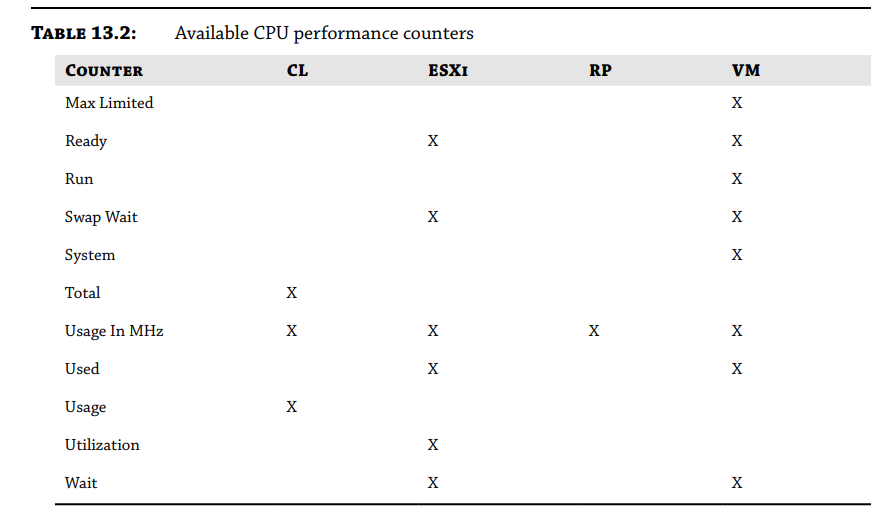 TABLE 13.2: Available CPU performance counters
COUNTER CL ESXI RP VM
Max Limited X
Ready X X
Run X
Swap Wait X X
System X
Total X
Usage In MHz X X X X
Used X X
Usage X
Utilization X
Wait X X